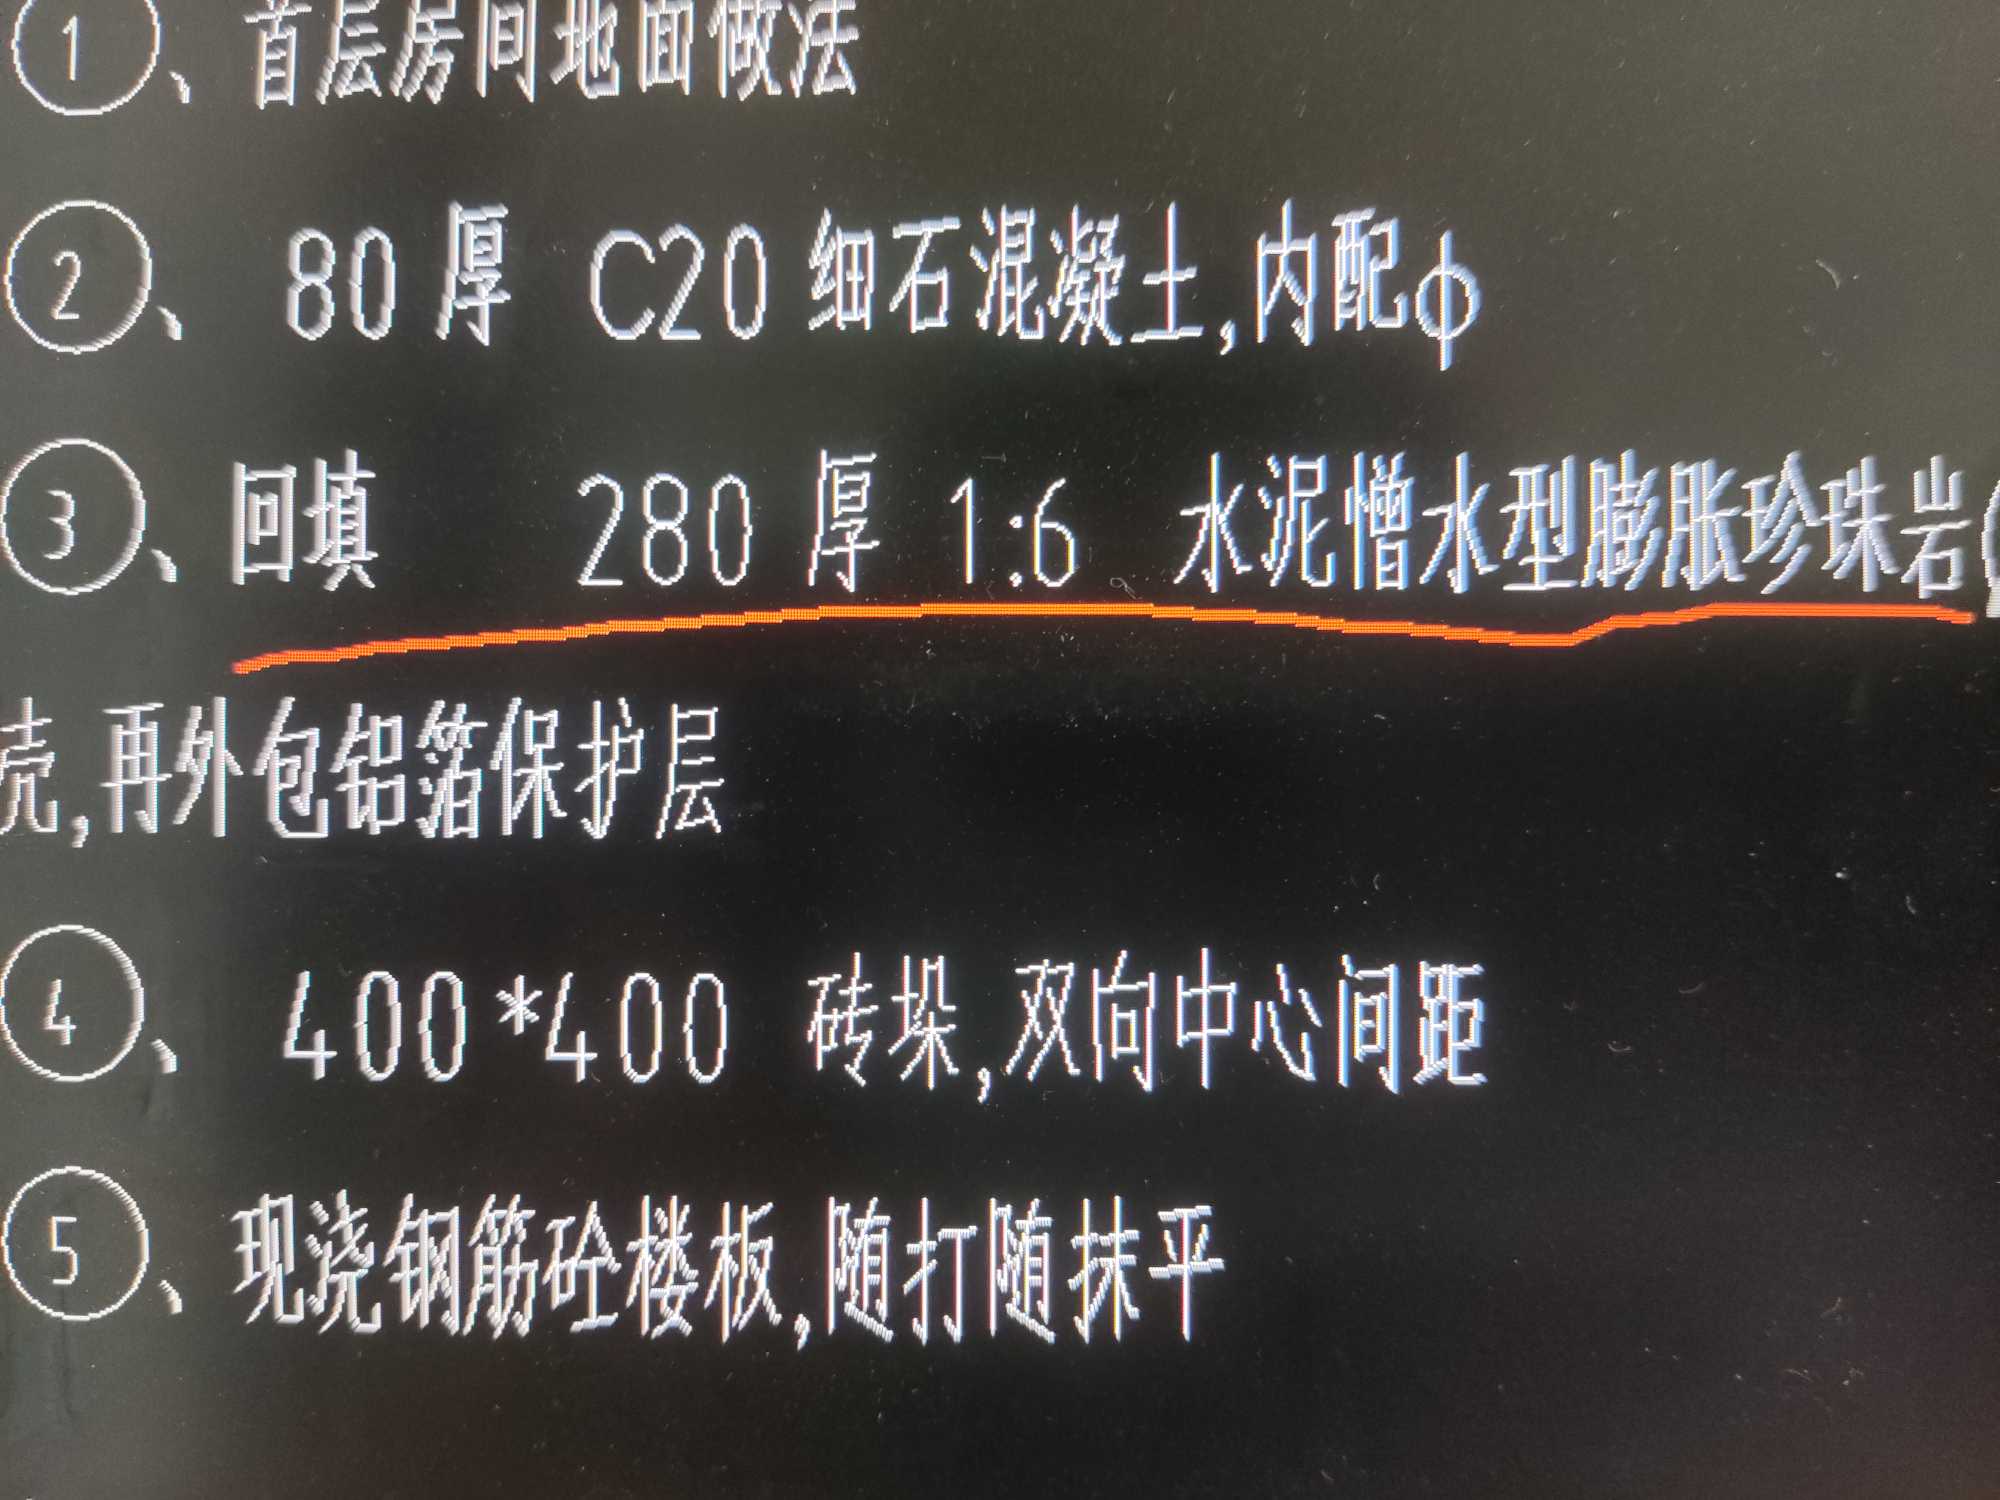 ①、首层房间地面做法
②、 80厚 C20细石混凝土,内配ϕ
③、回填 280厚 1:6 水泥憎水型膨胀珍珠岩(
壳,再外包铝箔保护层
④、 400*400 砖垛,双向中心间距
⑤、现浇钢筋砼楼板,随打随抹平